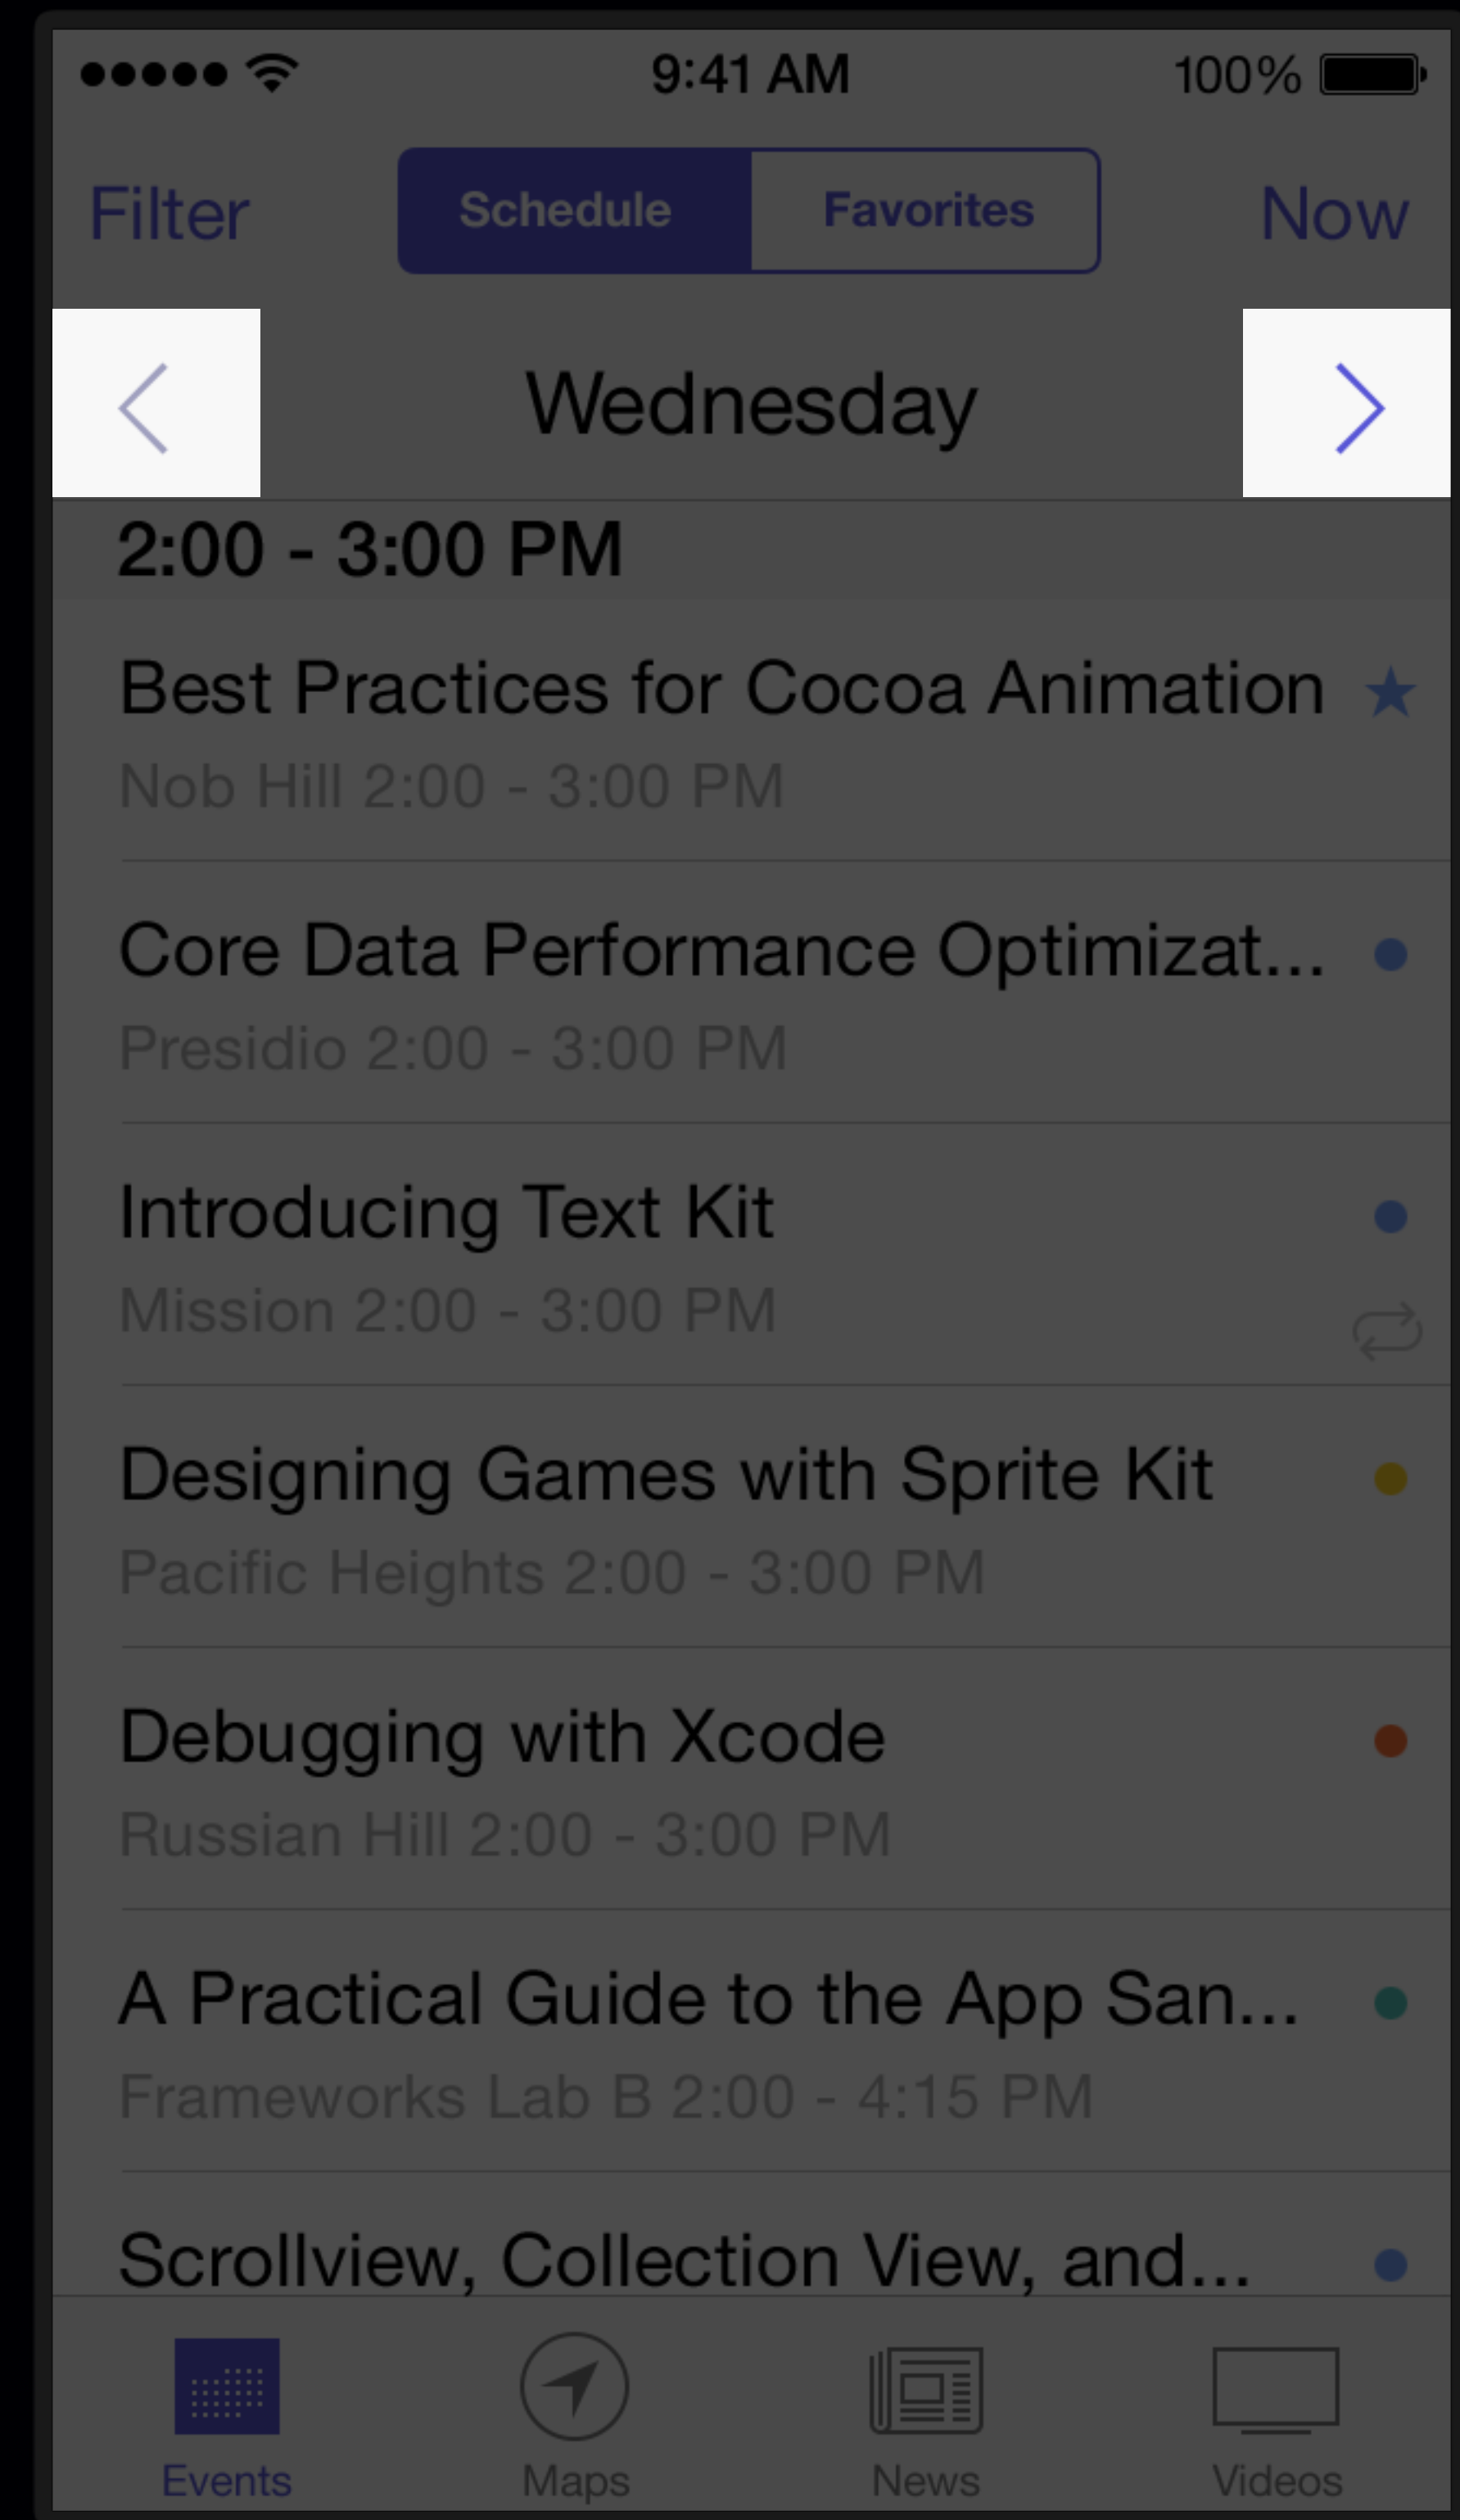 9:41 AM 100%
Filter Schedule Favorites Now
Wednesday
2:00 - 3:00 PM
Best Practices for Cocoa Animation
Nob Hill 2:00 - 3:00 PM
Core Data Performance Optimizat...
Presidio 2:00 - 3:00 PM
Introducing Text Kit
Mission 2:00 - 3:00 PM
Designing Games with Sprite Kit
Pacific Heights 2:00 - 3:00 PM
Debugging with Xcode
Russian Hill 2:00 - 3:00 PM
A Practical Guide to the App San...
Frameworks Lab B 2:00 - 4:15 PM
Scrollview, Collection View, and...
Events Maps News Videos